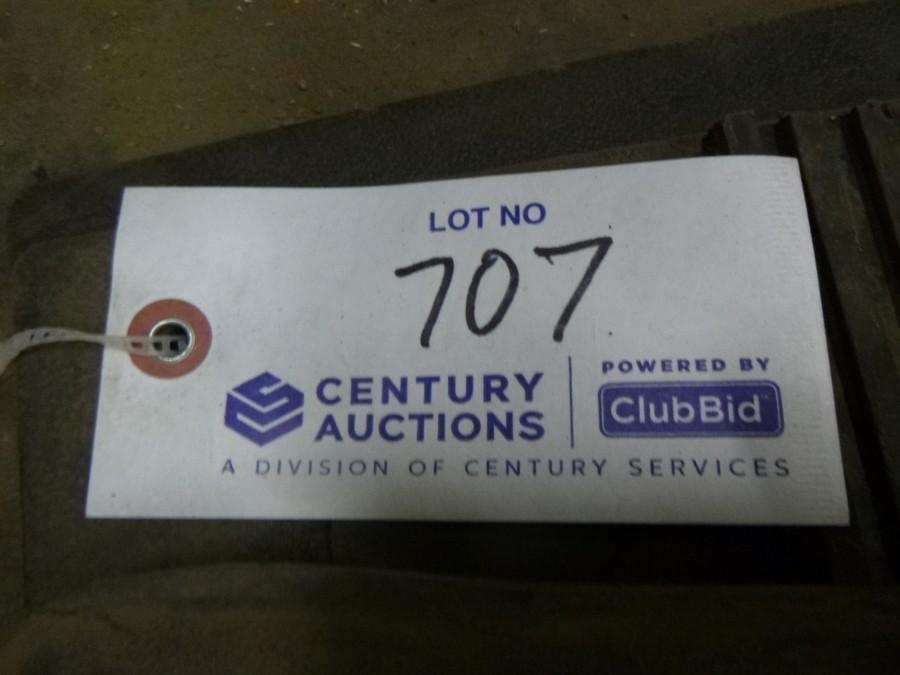 LOT NO
707
CENTURY AUCTIONS
POWERED BY
ClubBid
A DIVISION OF CENTURY SERVICES